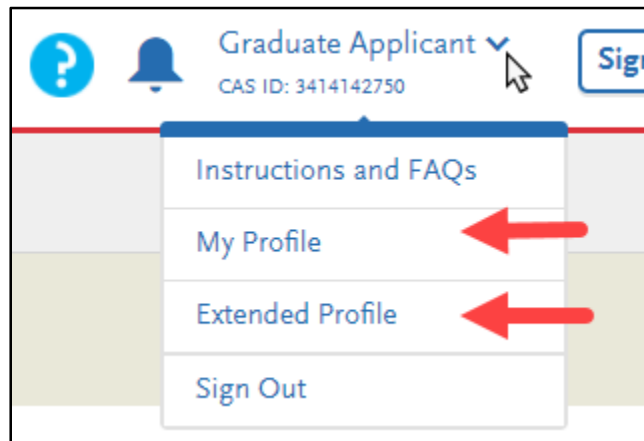 ?
Graduate Applicant
CAS ID: 3414142750
Instructions and FAQs
My Profile
Extended Profile
Sign Out